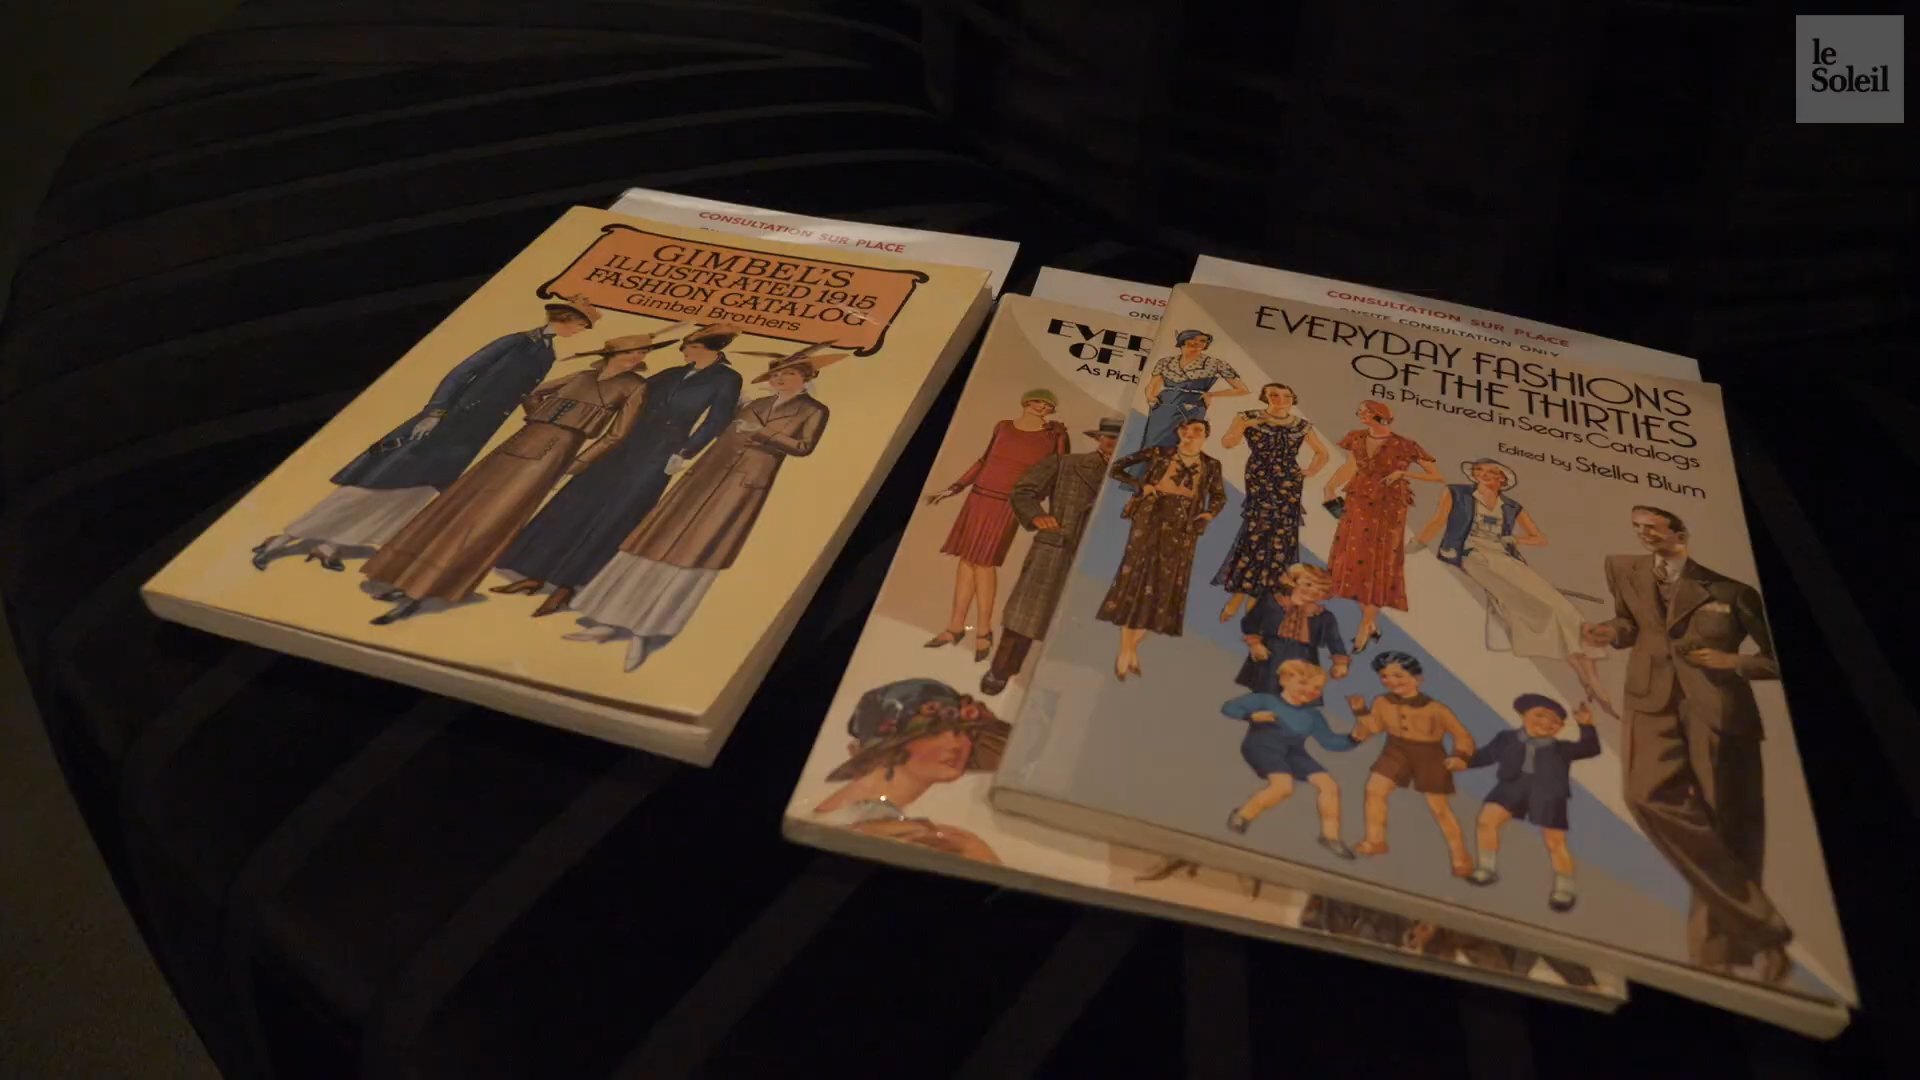 le
Soleil
CONSULTATION SUR PLACE
GIMBEL'S
ILLUSTRATED 1915
FASHION CATALOG
Gimbel Brothers
CONS
ONS
EVER
OF T
As Pict
CONSULTATION SUR PLACE
ONSITE CONSULTATION ONLY
EVERYDAY FASHIONS
OF THE THIRTIES
As Pictured in Sears Catalogs
Edited by Stella Blum